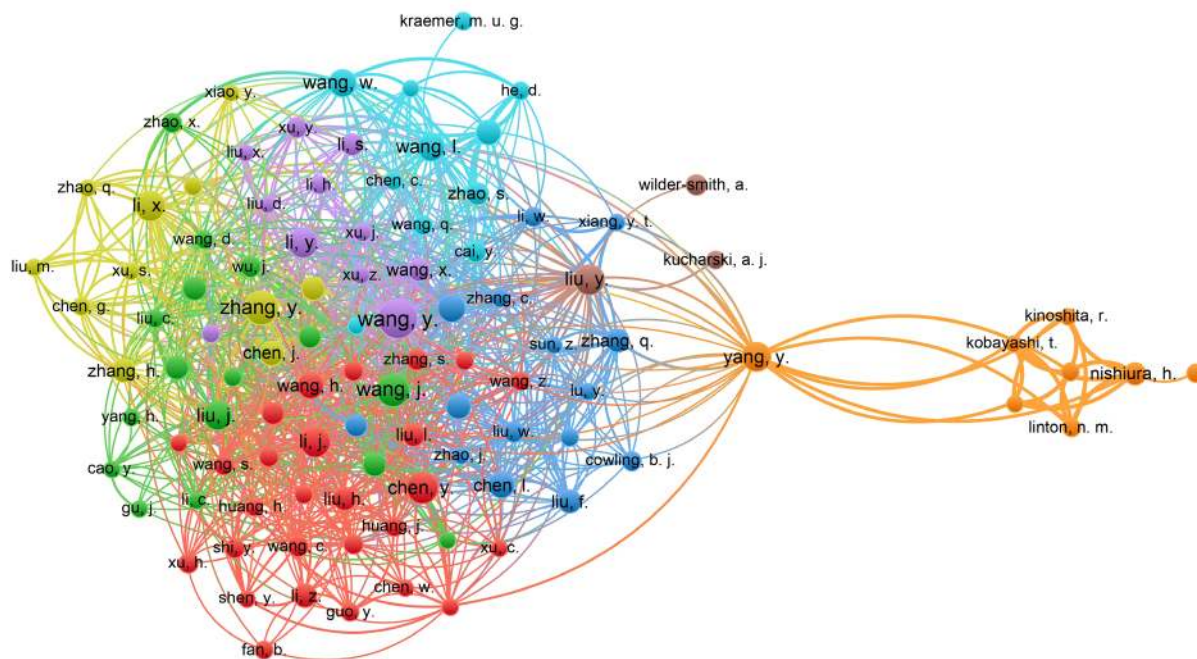 kraemer, m. u. g.
wang, w.
he, d.
xiao, y.
zhao, x.
xu, y.
li, s.
wang, l.
liu, x.
chen, c.
li, h.
zhao, q.
li, x.
zhao, s.
wilder-smith, a.
liu, d.
li, w.
xiang, y. t.
wang, q.
xu, j.
wang, d.
li, y.
cai, y.
kucharski, a. j.
liu, m.
xu, s.
wu, j.
xu, z.
wang, x.
liu, y.
zhang, c.
chen, g.
zhang, y.
liu, c.
wang, y.
kinoshita, r.
kobayashi, t.
sun, z.
zhang, q.
chen, j.
zhang, s.
yang, y.
zhang, h.
nishiura, h.
wang, h.
wang, j.
wang, z.
lu, y.
yang, h.
liu, j.
linton, n. m.
liu, l.
liu, w.
li, j.
zhao, j.
wang, s.
cowling, b. j.
cao, y.
chen, y.
chen, l.
li, c.
liu, h.
liu, f.
gu, j.
huang, h.
huang, j.
shi, y.
wang, c.
xu, c.
xu, h.
chen, w.
shen, y.
li, z.
guo, y.
fan, b.